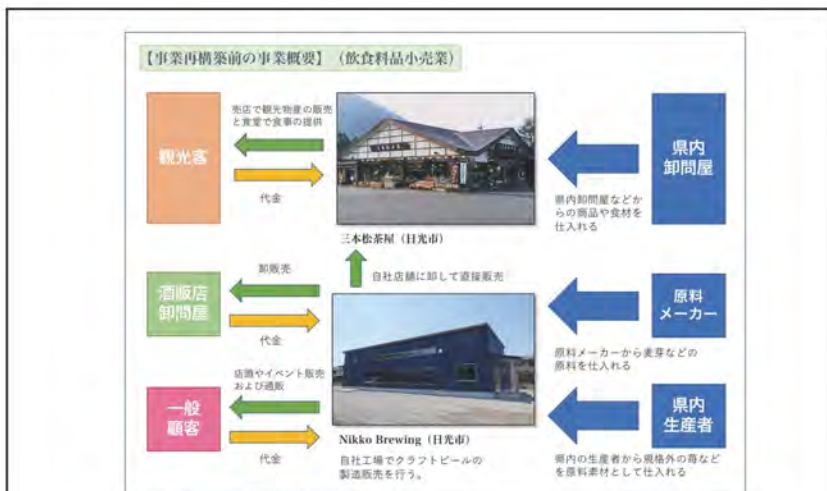 【事業再構築前の事業概要】(飲食料品小売業)
観光客
売店で観光物産の販売
と食堂で食事の提供
代金
三本松茶屋(日光市)
県内
卸問屋
県内卸問屋などか
らの商品や食材を
仕入れる
酒販店
卸問屋
卸販売
代金
自社店舗に卸して直接販売
原料
メーカー
原料メーカーから麦芽などの
原料を仕入れる
一般
顧客
店頭やイベント販売
および通販
代金
Nikko Brewing(日光市)
自社工場でクラフトビールの
製造販売を行う。
県内
生産者
県内の生産者から規格外の苺など
を原料素材として仕入れる